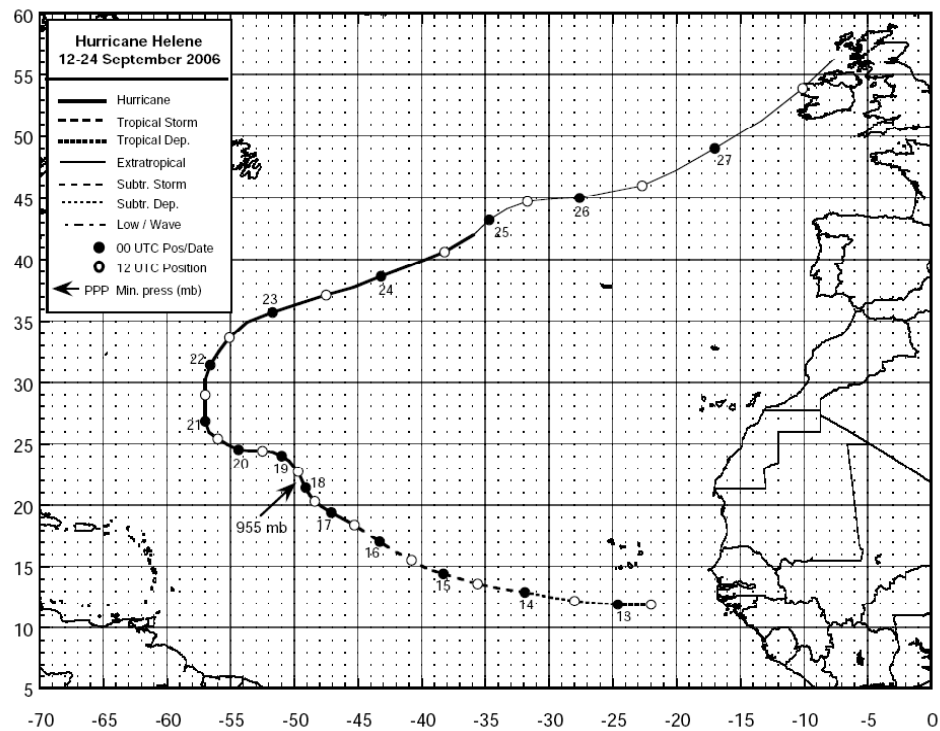 Hurricane Helene
12-24 September 2006
Hurricane
Tropical Storm
Tropical Dep.
Extratropical
Subtr. Storm
Subtr. Dep.
Low / Wave
00 UTC Pos/Date
12 UTC Position
PPP Min. press (mb)
60
55
50
45
40
35
30
25
20
15
10
5
27
26
25
24
23
22
21
20
19
18
955 mb
17
16
15
14
13
-70 -65 -60 -55 -50 -45 -40 -35 -30 -25 -20 -15 -10 -5 0